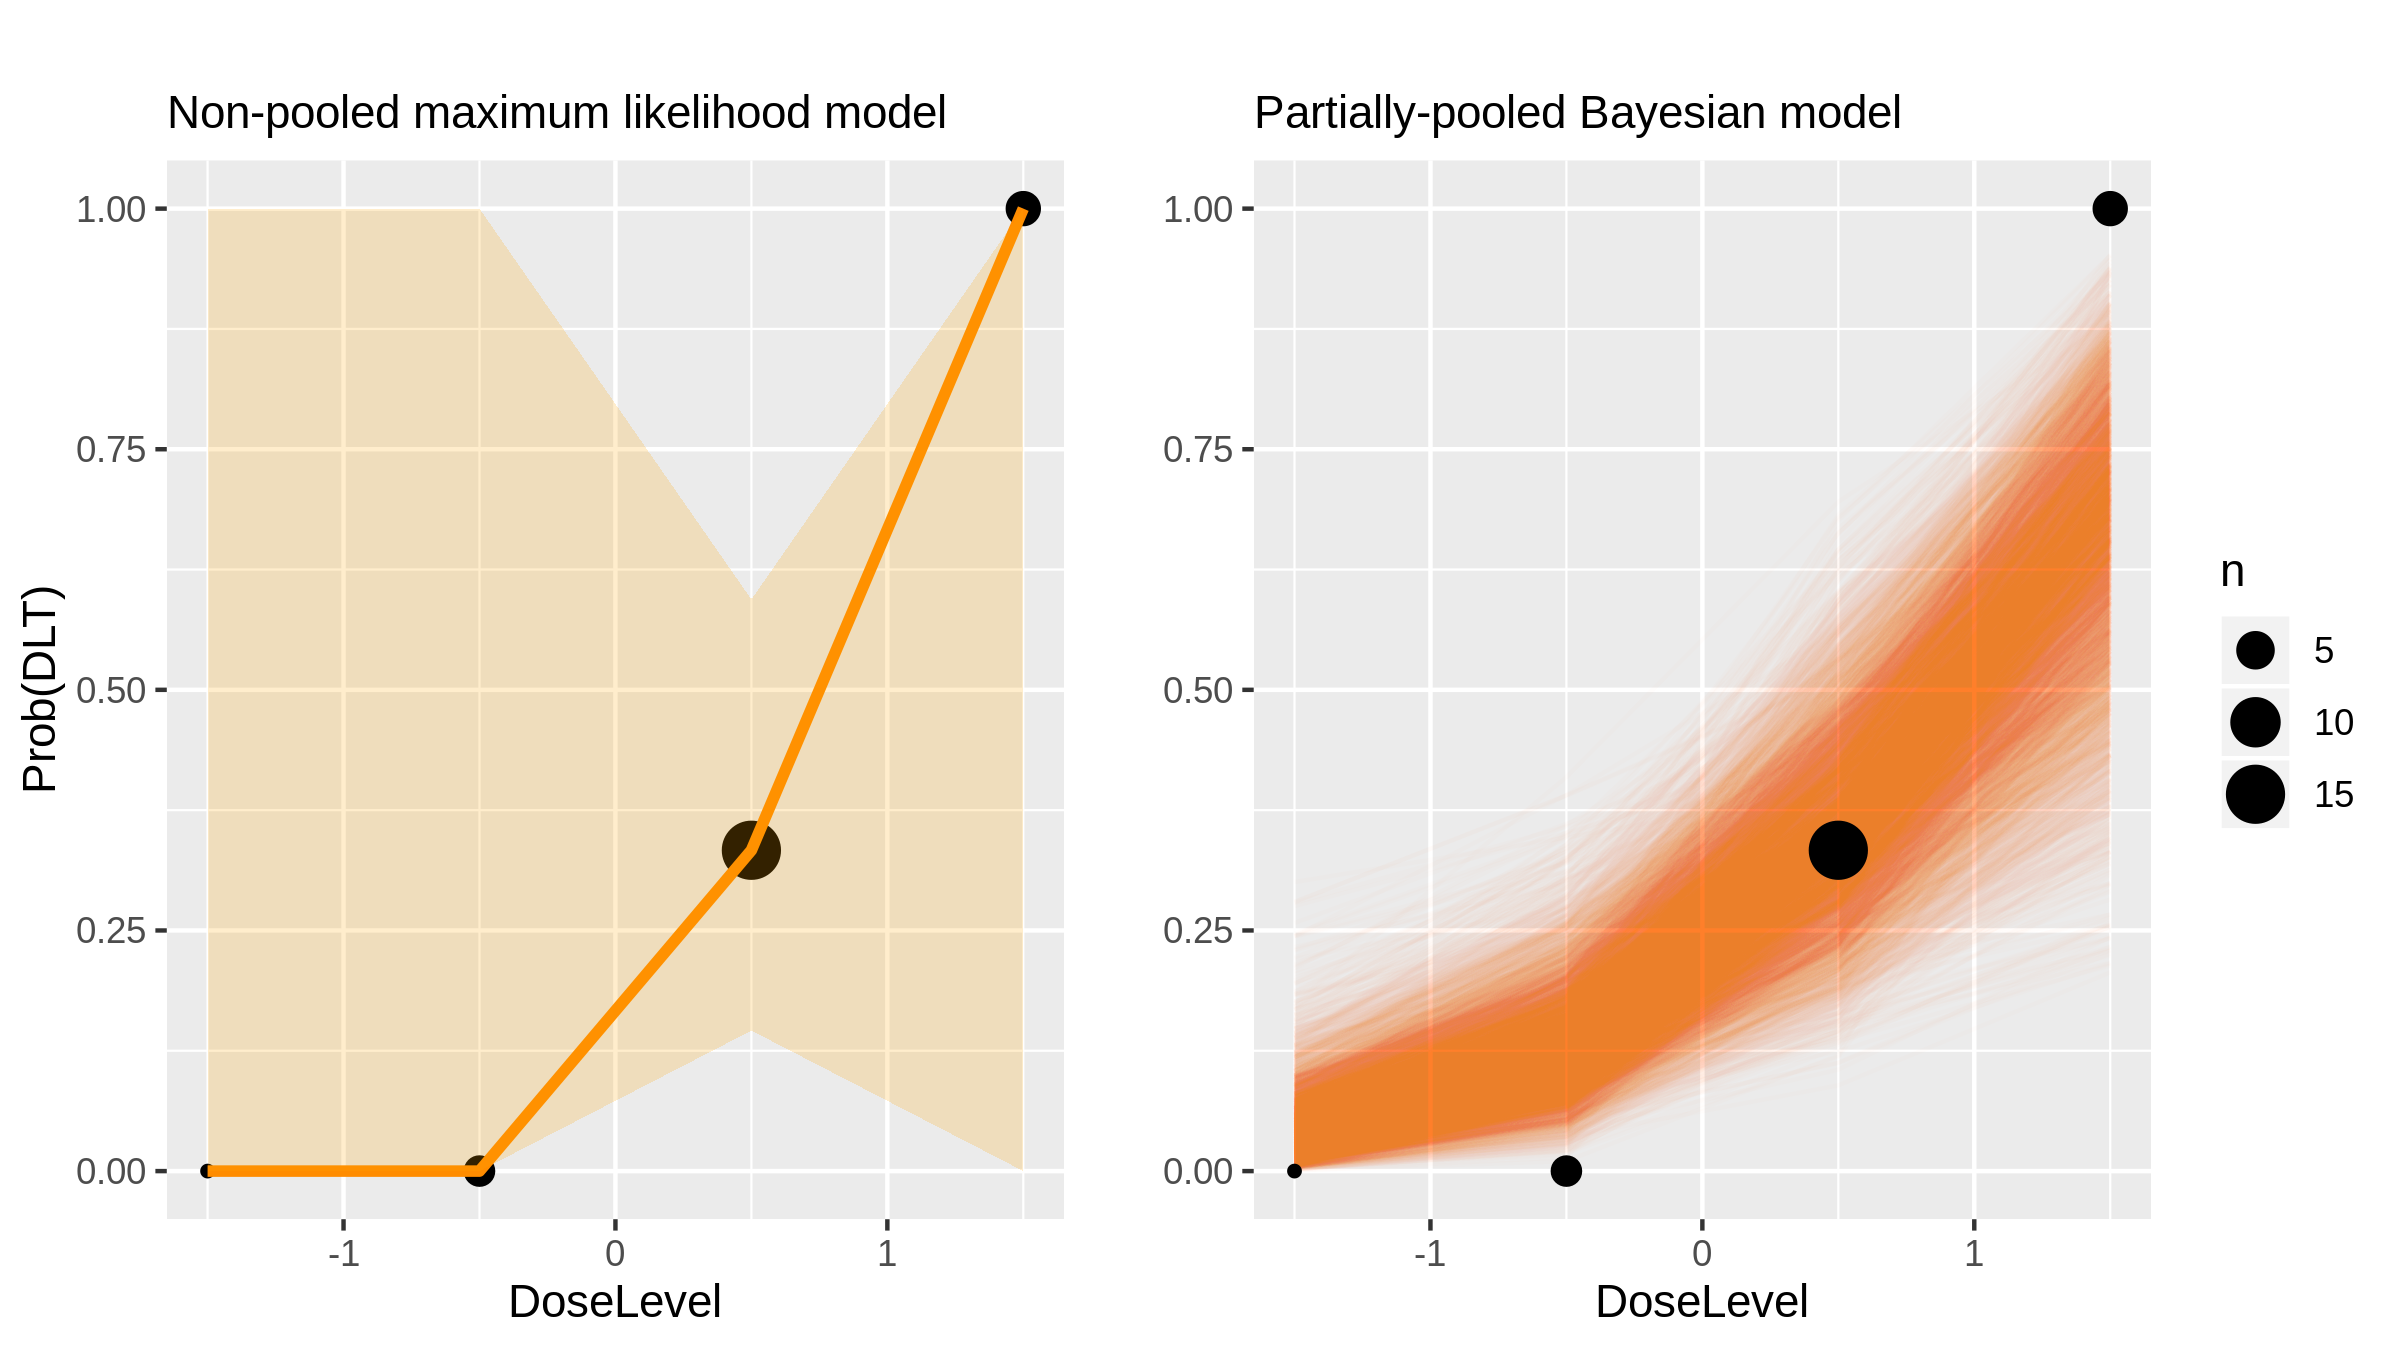 Non-pooled maximum likelihood model
Prob(DLT)
1.00
0.75
0.50
0.25
0.00
-1 0 1
DoseLevel
Partially-pooled Bayesian model
1.00
0.75
0.50
0.25
0.00
-1 0 1
DoseLevel
n
5
10
15